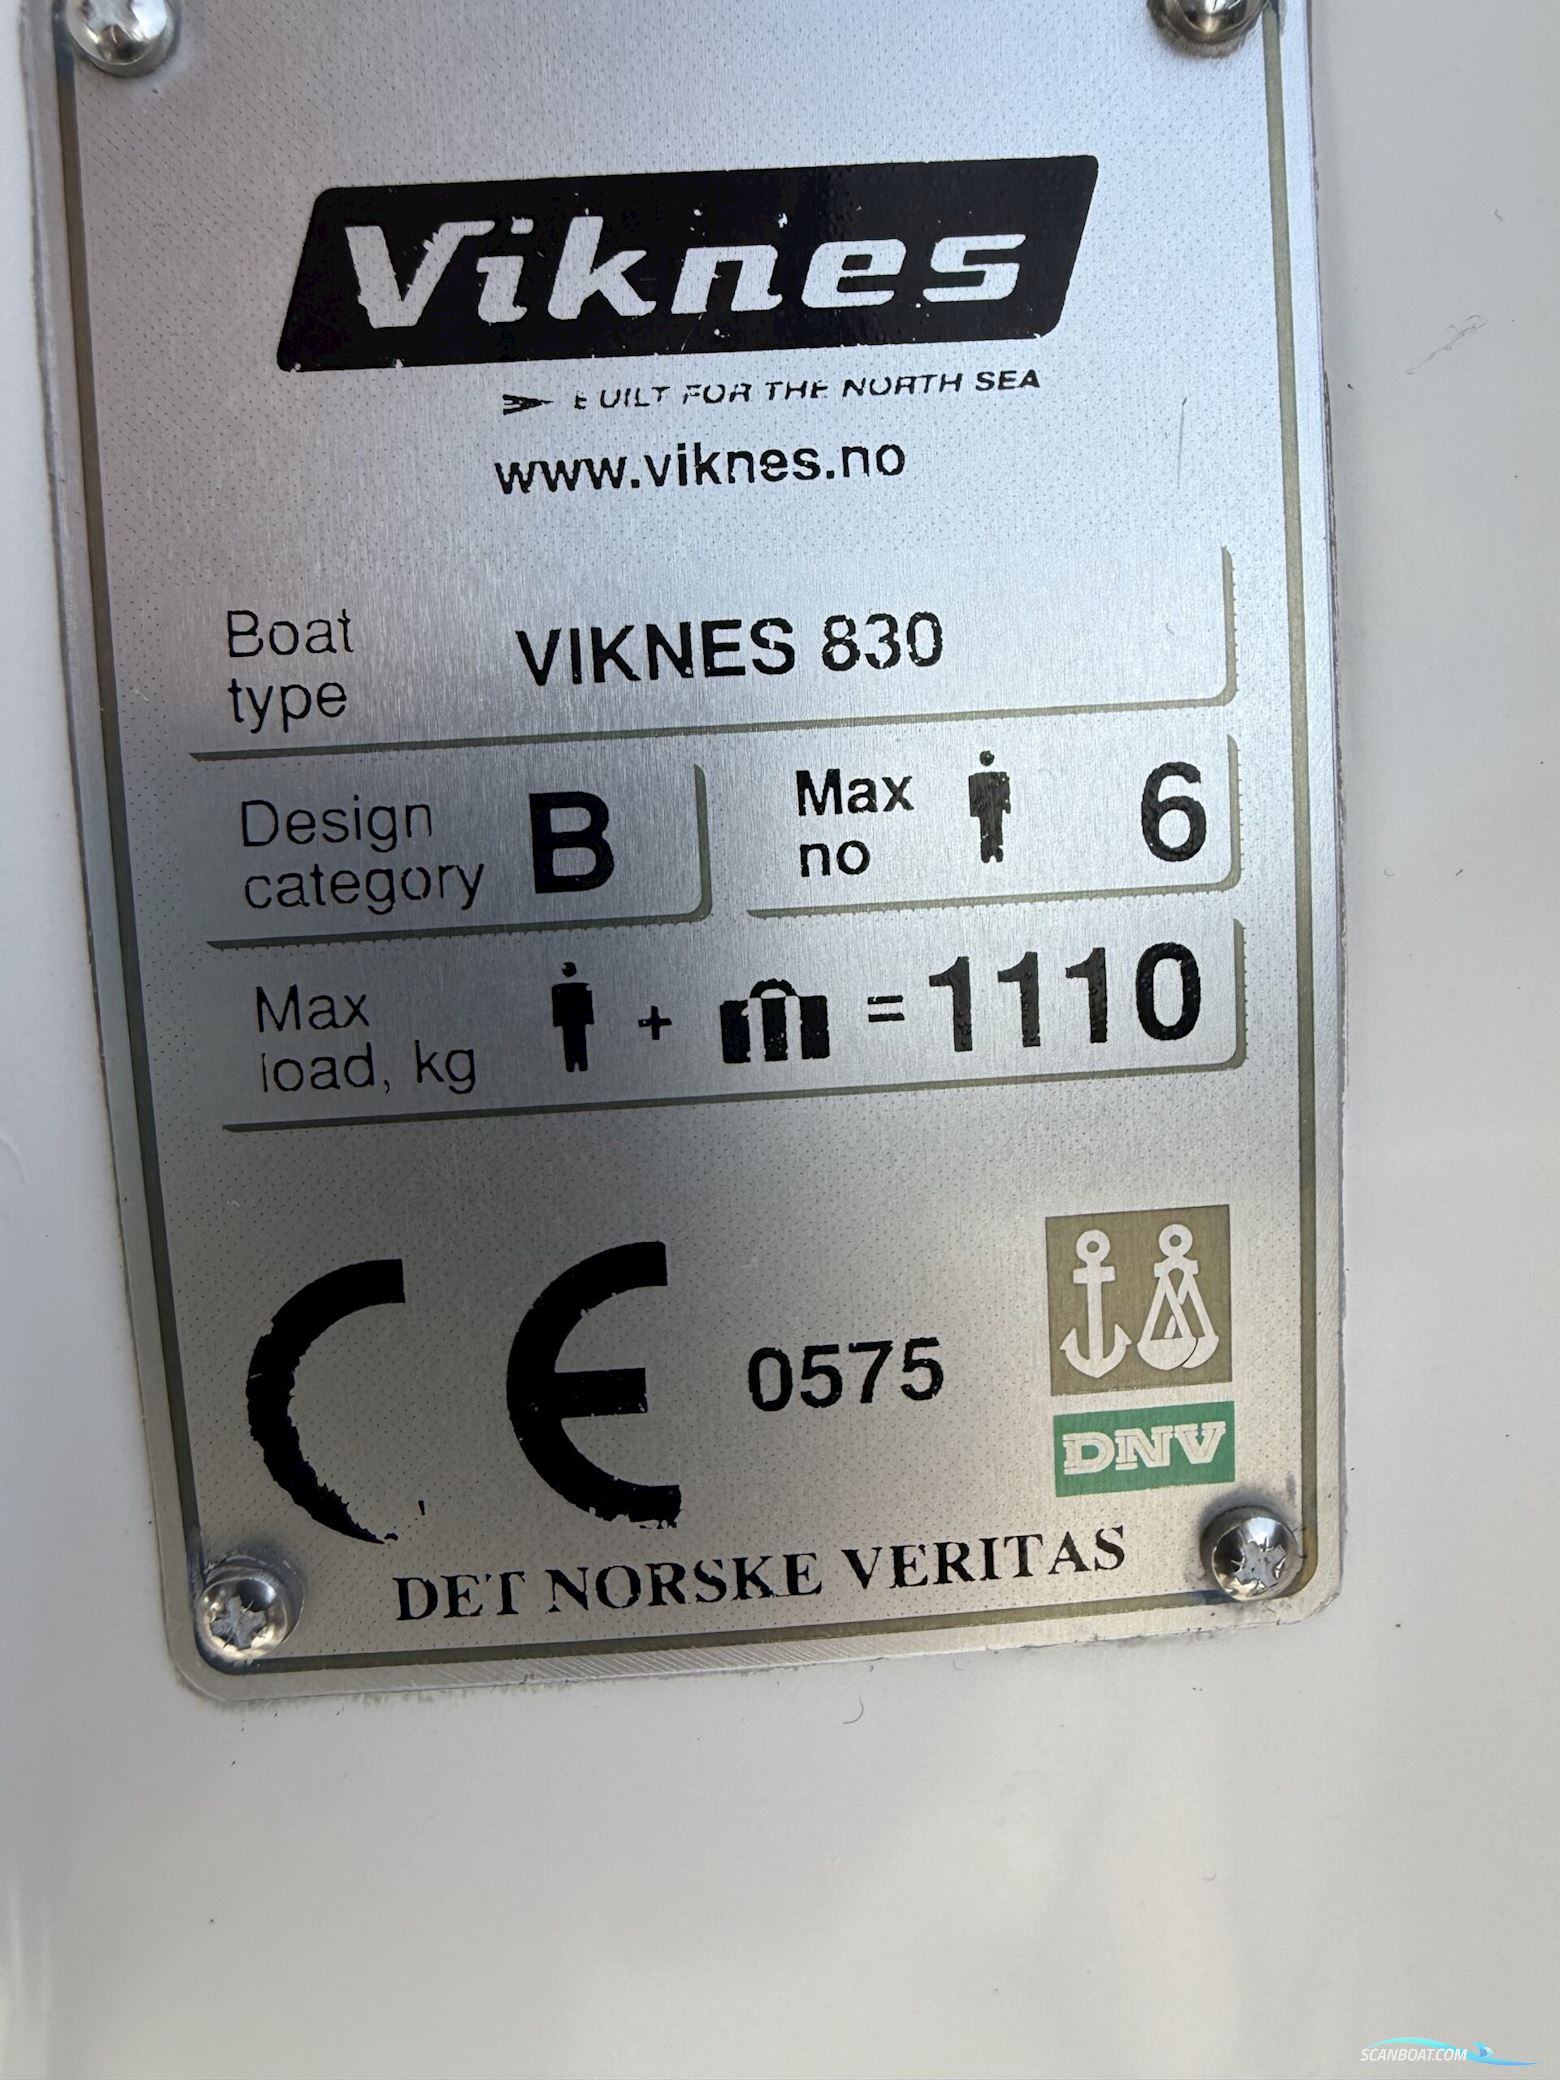 Viknes
BUILT FOR THE NORTH SEA
www.viknes.no
Boat type VIKNES 830
Design category B
Max no 6
Max load, kg + = 1110
CE 0575
DNV
DET NORSKE VERITAS
SCANBOAT.COM